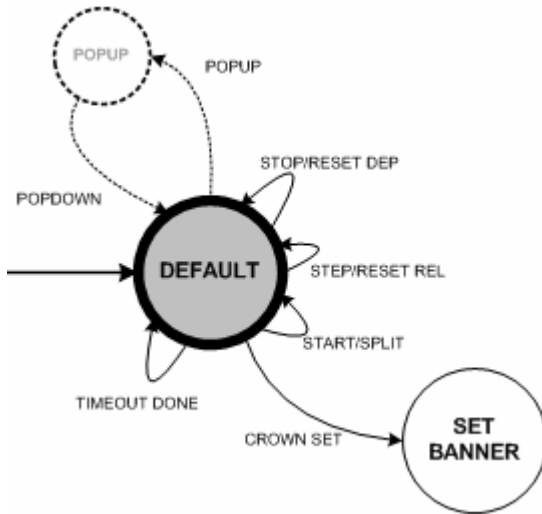 POPUP
POPUP
STOP/RESET DEP
POPDOWN
DEFAULT
STEP/RESET REL
START/SPLIT
TIMEOUT DONE
CROWN SET
SET
BANNER